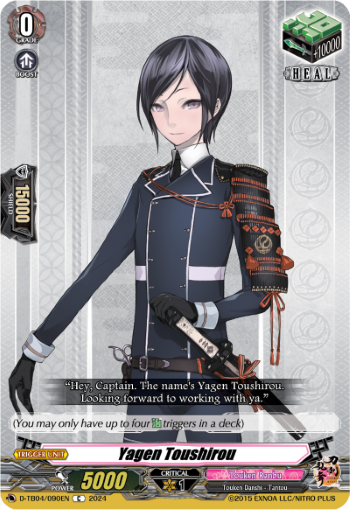 0
GRADE
BOOST
+10000
HEAL
15000
SHIELD
"Hey, Captain. The name's Yagen Toushirou.
Looking forward to working with ya."
(You may only have up to four 治 triggers in a deck)
TRIGGER UNIT
Yagen Toushirou
POWER 5000
CRITICAL
1
Touken Ranbu
Touken Danshi - Tantou
D-TB04/090EN C 2024
©2015 EXNOA LLC/NITRO PLUS